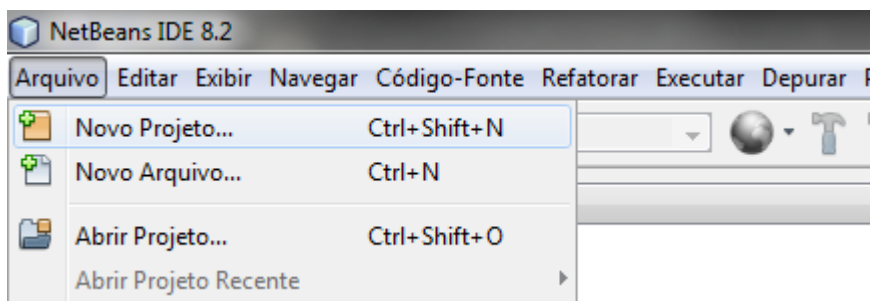 NetBeans IDE 8.2
Arquivo Editar Exibir Navegar Código-Fonte Refatorar Executar Depurar
Novo Projeto... Ctrl+Shift+N
Novo Arquivo... Ctrl+N
Abrir Projeto... Ctrl+Shift+O
Abrir Projeto Recente